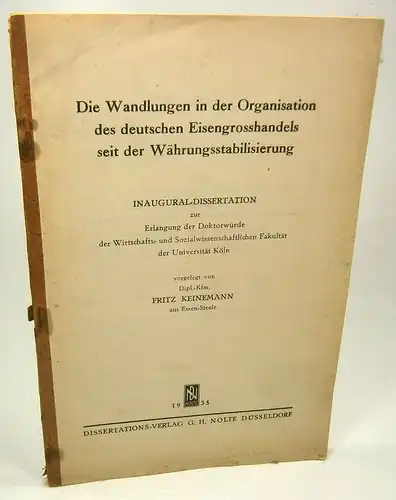 Die Wandlungen in der Organisation
des deutschen Eisengrosshandels
seit der Währungsstabilisierung
INAUGURAL-DISSERTATION
zur
Erlangung der Doktorwürde
der Wirtschafts- und Sozialwissenschaftlichen Fakultät
der Universität Köln
vorgelegt von
Dipl.-Kfm.
FRITZ KEINEMANN
aus Essen-Steele
19 35
DISSERTATIONS-VERLAG G. H. NOLTE DÜSSELDORF